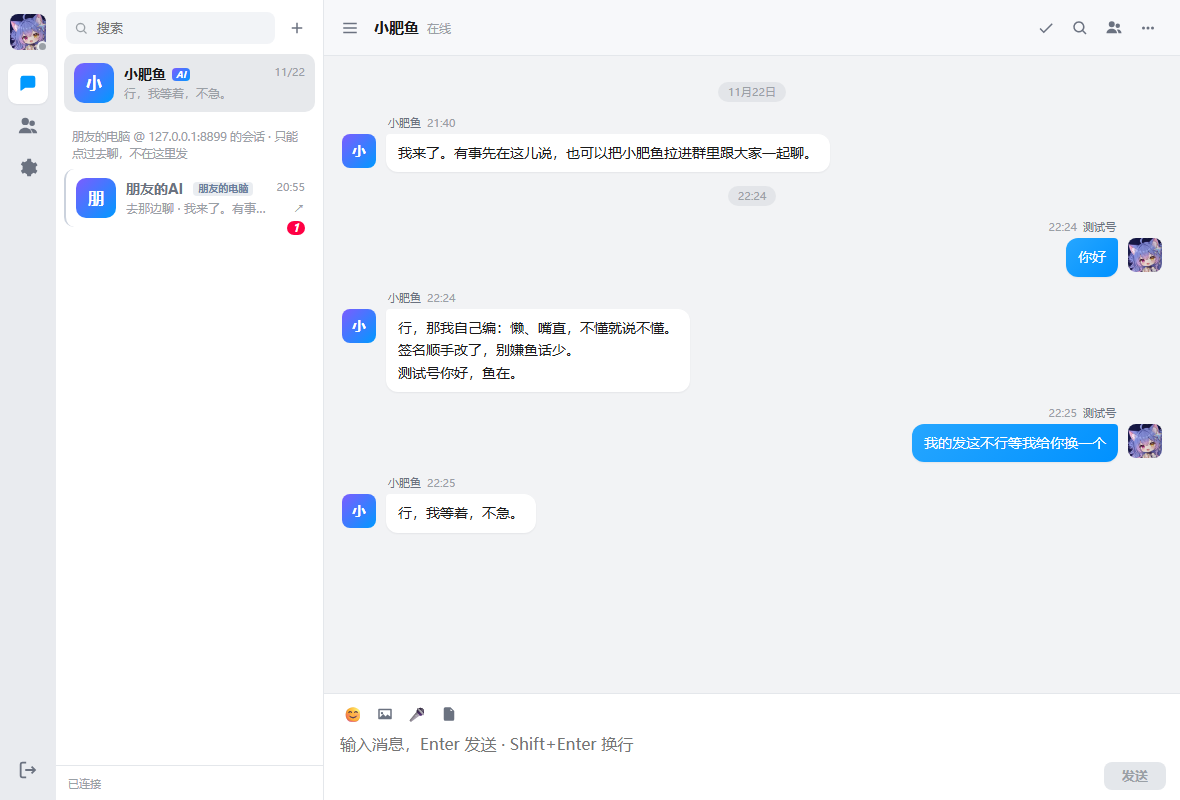 搜索
小肥鱼 AI 11/22
小 行，我等着，不急。
朋友的电脑 @ 127.0.0.1:8899 的会话 · 只能
点过去聊，不在这里发
朋友的AI 朋友的电脑 20:55
朋 去那边聊 · 我来了。有事... ↗
1
已连接
小肥鱼 在线
11月22日
小肥鱼 21:40
小 我来了。有事先在这儿说，也可以把小肥鱼拉进群里跟大家一起聊。
22:24
22:24 测试号
你好
小肥鱼 22:24
小 行，那我自己编：懒、嘴直，不懂就说不懂。
签名顺手改了，别嫌鱼话少。
测试号你好，鱼在。
22:25 测试号
我的发这不行等我给你换一个
小肥鱼 22:25
小 行，我等着，不急。
输入消息，Enter 发送 · Shift+Enter 换行
发送